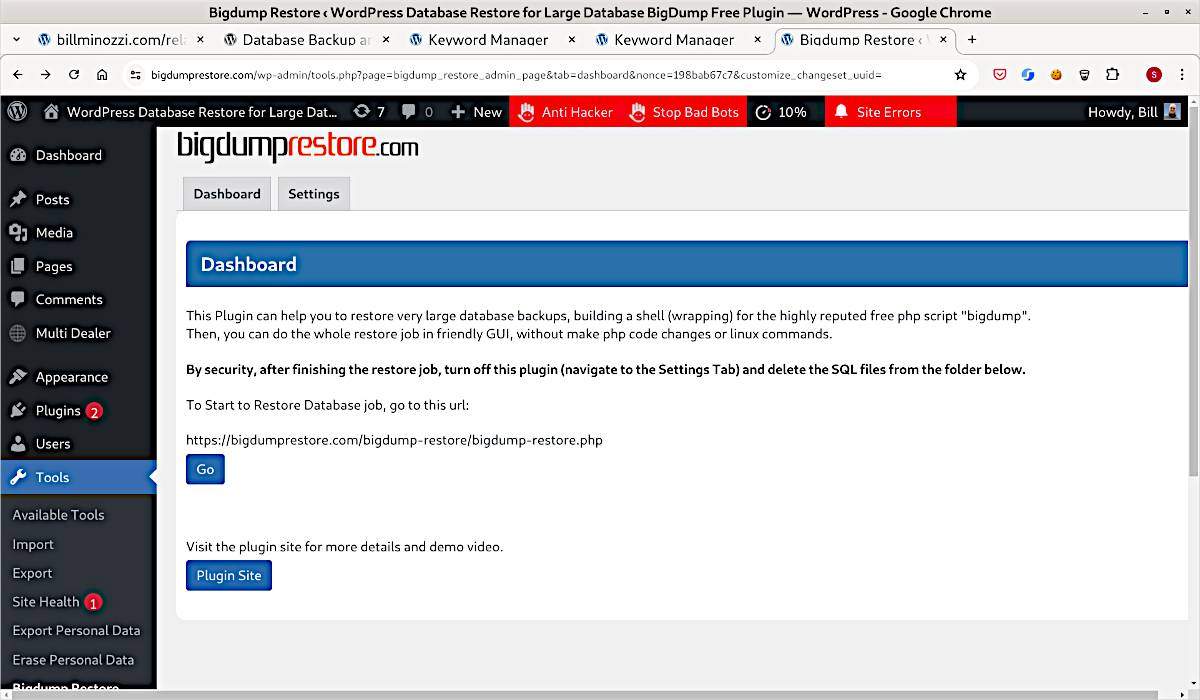 Bigdump Restore ‹ WordPress Database Restore for Large Database BigDump Free Plugin — WordPress - Google Chrome
billminozzi.com/rela
Database Backup an
Keyword Manager
Keyword Manager
Bigdump Restore ‹
bigdumprestore.com/wp-admin/tools.php?page=bigdump_restore_admin_page&tab=dashboard&nonce=198bab67c7&customize_changeset_uuid=
S
WordPress Database Restore for Large Dat...
7
0
New
Anti Hacker
Stop Bad Bots
10%
Site Errors
Howdy, Bill
Dashboard
Posts
Media
Pages
Comments
Multi Dealer
Appearance
Plugins 2
Users
Tools
Available Tools
Import
Export
Site Health 1
Export Personal Data
Erase Personal Data
Bigdump Restore
bigdumprestore.com
Dashboard
Settings
Dashboard
This Plugin can help you to restore very large database backups, building a shell (wrapping) for the highly reputed free php script "bigdump".
Then, you can do the whole restore job in friendly GUI, without make php code changes or linux commands.
By security, after finishing the restore job, turn off this plugin (navigate to the Settings Tab) and delete the SQL files from the folder below.
To Start to Restore Database job, go to this url:
https://bigdumprestore.com/bigdump-restore/bigdump-restore.php
Go
Visit the plugin site for more details and demo video.
Plugin Site